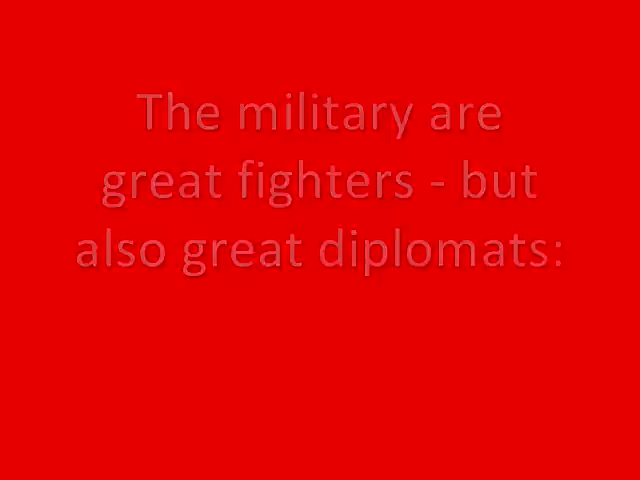 The military are
great fighters - but
also great diplomats: